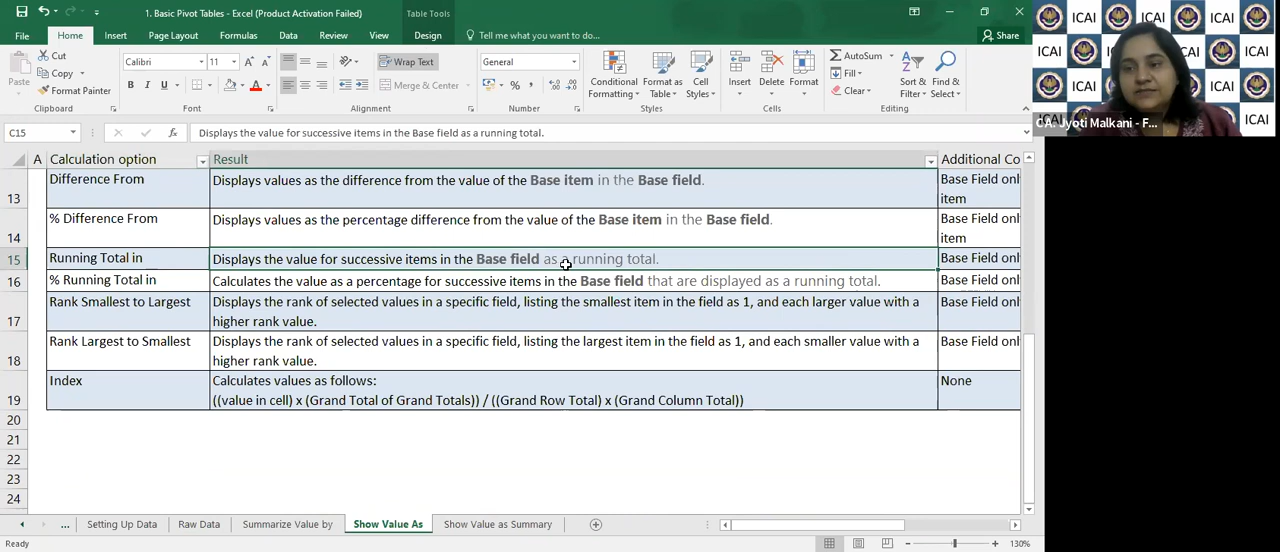 1. Basic Pivot Tables - Excel (Product Activation Failed)
Table Tools
File
Home
Insert
Page Layout
Formulas
Data
Review
View
Design
Tell me what you want to do...
Share
Paste
Cut
Copy
Format Painter
Clipboard
Calibri
11
B I U
Font
Wrap Text
Merge & Center
Alignment
General
Number
Conditional Formatting
Format as Table
Cell Styles
Styles
Insert
Delete
Format
Cells
AutoSum
Fill
Clear
Sort & Filter
Find & Select
Editing
ICAI ICAI
ICAI ICAI
ICAI
ICAI ICAI
CA. Jyoti Malkani - F...
C15
fx
Displays the value for successive items in the Base field as a running total.
A Calculation option Result Additional Co
13 Difference From Displays values as the difference from the value of the Base item in the Base field. Base Field onl
item
14 % Difference From Displays values as the percentage difference from the value of the Base item in the Base field. Base Field onl
item
15 Running Total in Displays the value for successive items in the Base field as a running total. Base Field onl
16 % Running Total in Calculates the value as a percentage for successive items in the Base field that are displayed as a running total. Base Field onl
17 Rank Smallest to Largest Displays the rank of selected values in a specific field, listing the smallest item in the field as 1, and each larger value with a Base Field onl
higher rank value.
18 Rank Largest to Smallest Displays the rank of selected values in a specific field, listing the largest item in the field as 1, and each smaller value with a Base Field onl
higher rank value.
19 Index Calculates values as follows: None
((value in cell) x (Grand Total of Grand Totals)) / ((Grand Row Total) x (Grand Column Total))
20
21
22
23
24
... Setting Up Data Raw Data Summarize Value by Show Value As Show Value as Summary
Ready
130%